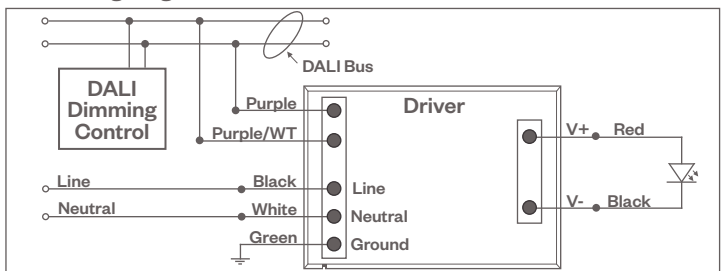 DALI Bus
DALI
Dimming
Control
Driver
Purple
Purple/WT
V+ Red
Line Black Line
V- Black
Neutral White Neutral
Green Ground